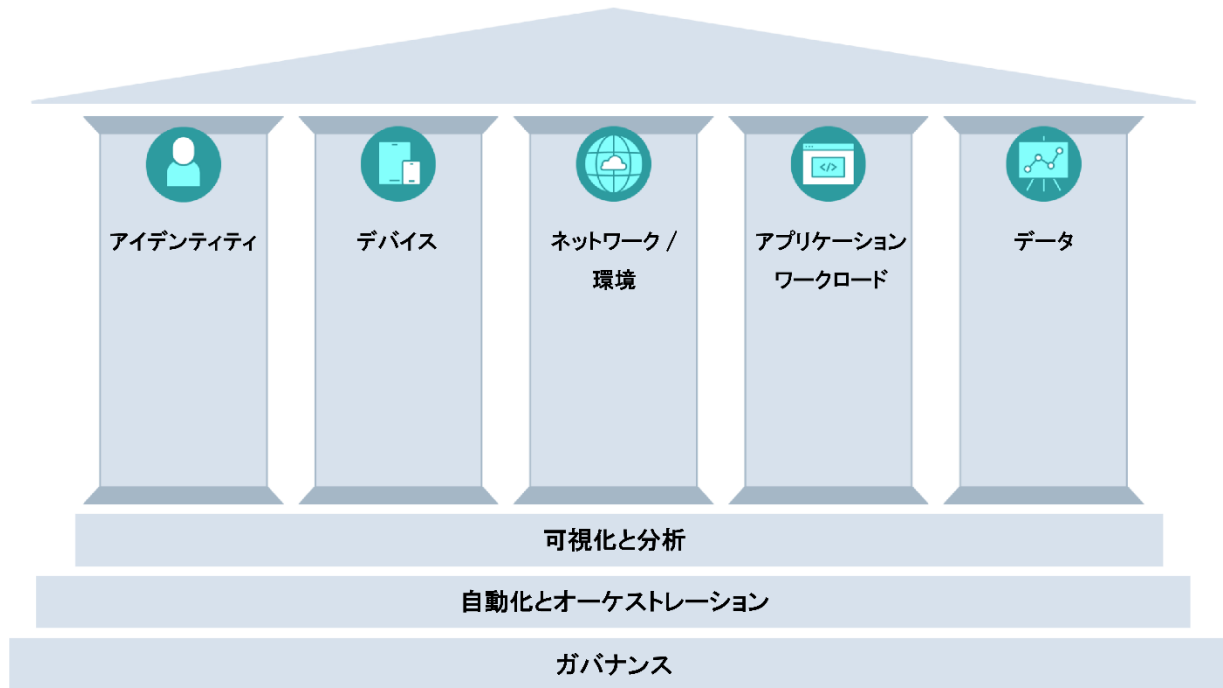 アイデンティティ
デバイス
ネットワーク /
環境
アプリケーション
ワークロード
データ
</>
可視化と分析
自動化とオーケストレーション
ガバナンス